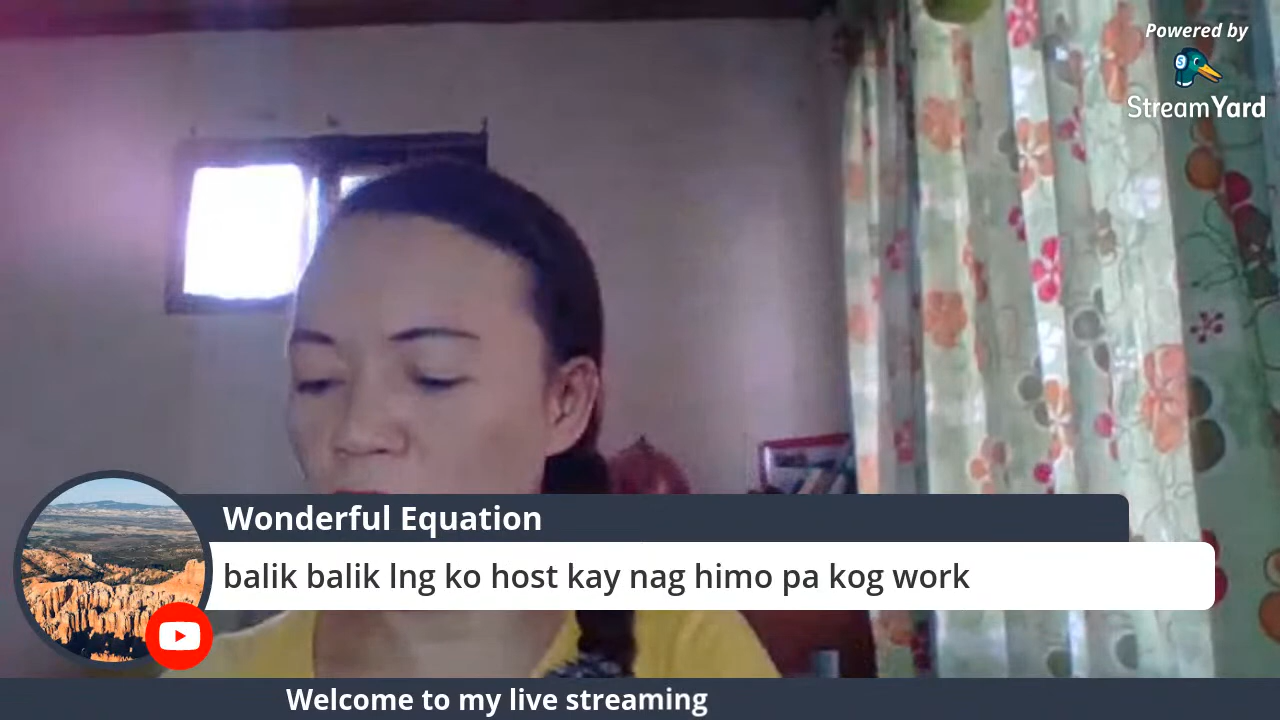 Powered by
StreamYard
Wonderful Equation
balik balik lng ko host kay nag himo pa kog work
Welcome to my live streaming